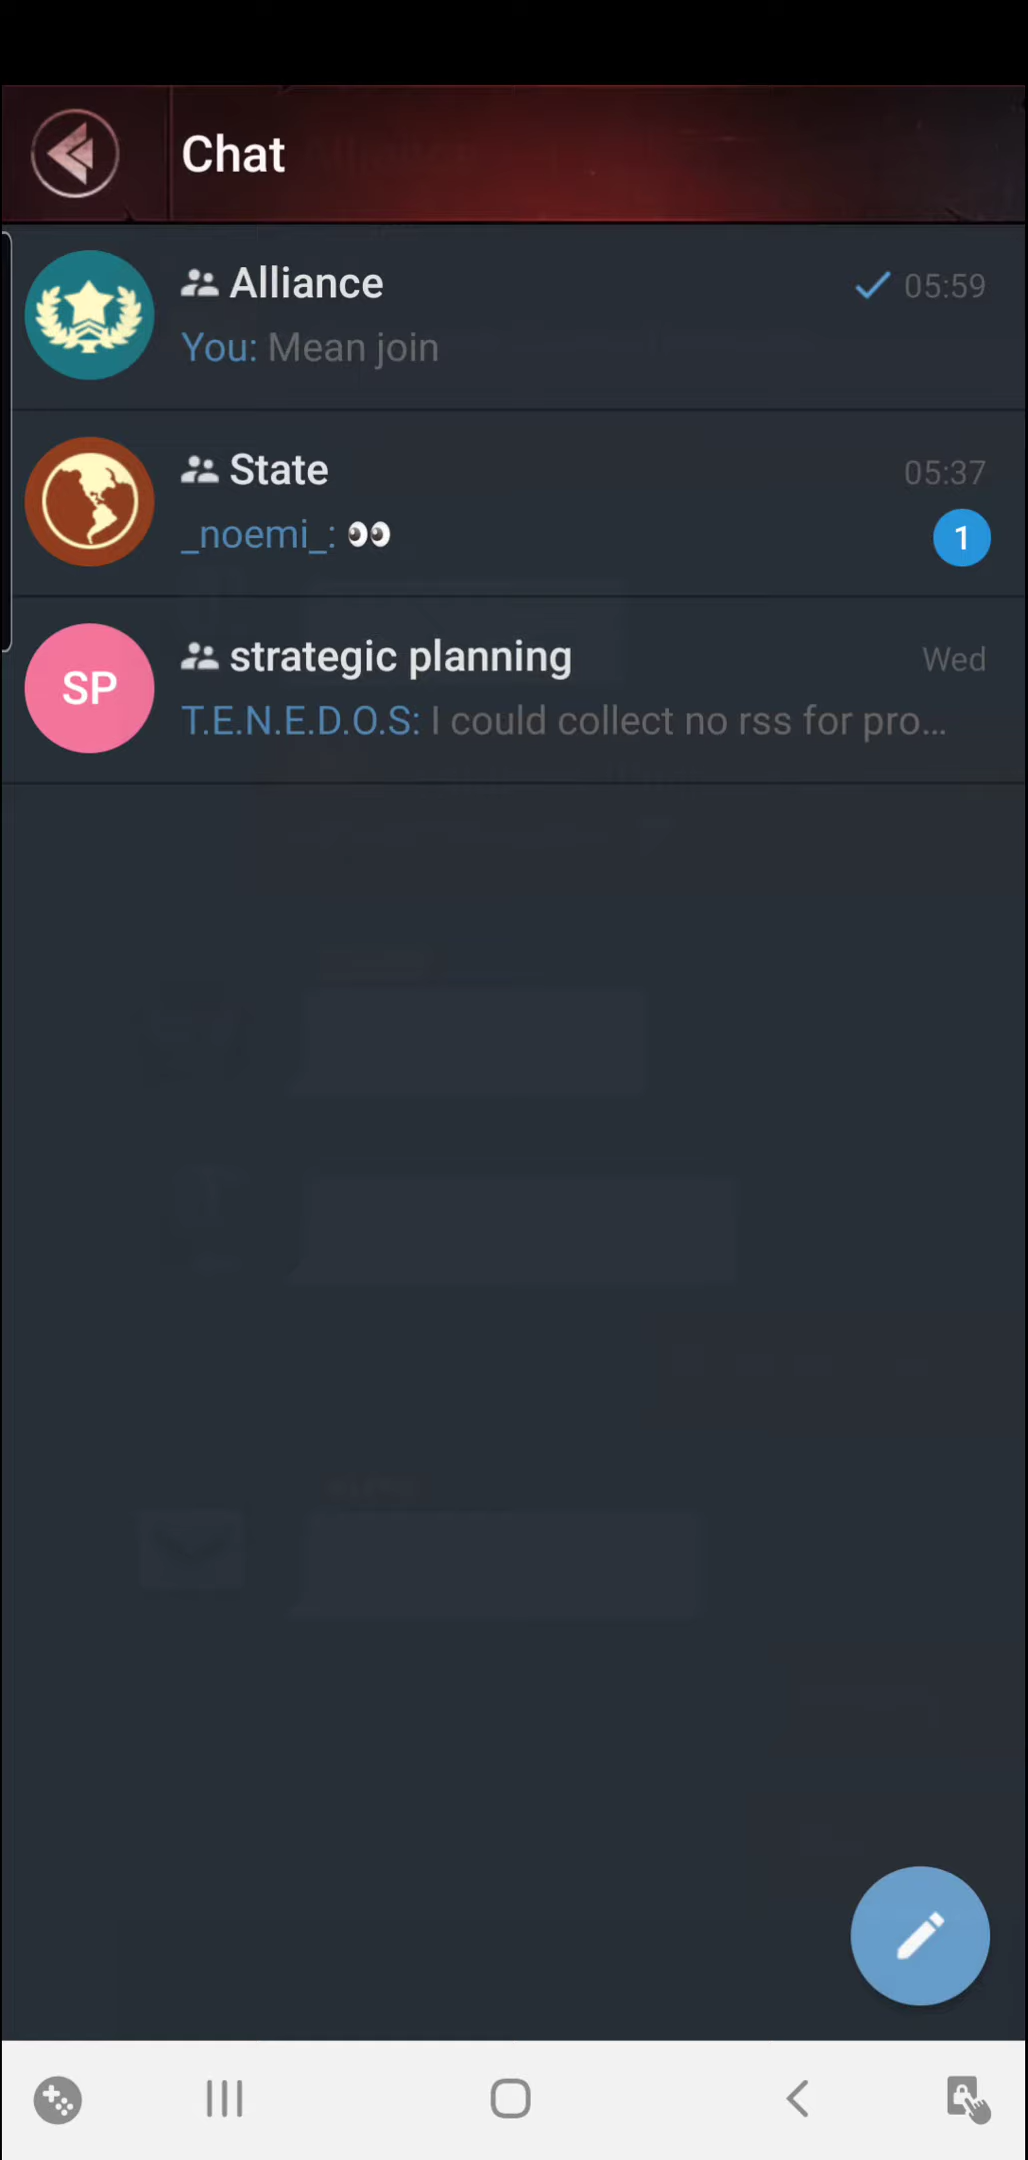 Chat
Alliance
05:59
You: Mean join
State
05:37
_noemi_: 👀
1
SP
strategic planning
Wed
T.E.N.E.D.O.S: I could collect no rss for pro...